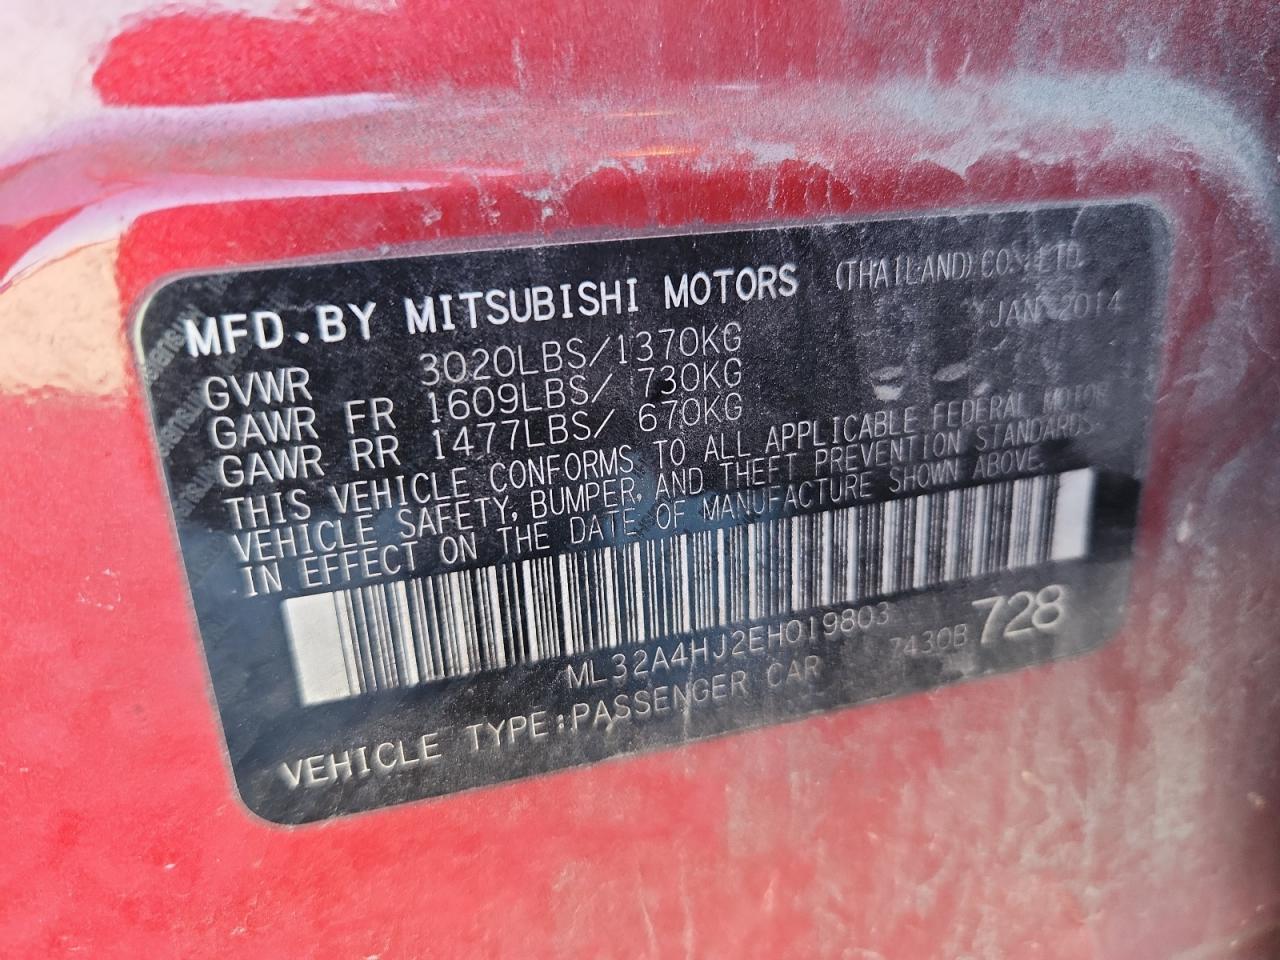 MFD.BY MITSUBISHI MOTORS (THAILAND)CO.,LTD.
JAN 2014
GVWR 3020LBS/1370KG
GAWR FR 1609LBS/ 730KG
GAWR RR 1477LBS/ 670KG
THIS VEHICLE CONFORMS TO ALL APPLICABLE FEDERAL MOTOR
VEHICLE SAFETY, BUMPER, AND THEFT PREVENTION STANDARDS
IN EFFECT ON THE DATE OF MANUFACTURE SHOWN ABOVE.
ML32A4HJ2EH019803 7430B 728
VEHICLE TYPE:PASSENGER CAR